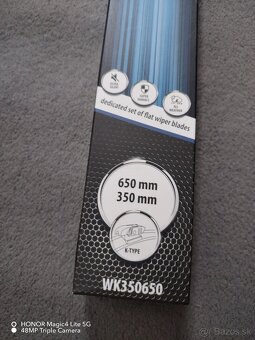 dedicated set of flat wiper blades
650 mm
350 mm
K-TYPE
WK350650
HONOR Magic4 Lite 5G
48MP Triple Camera